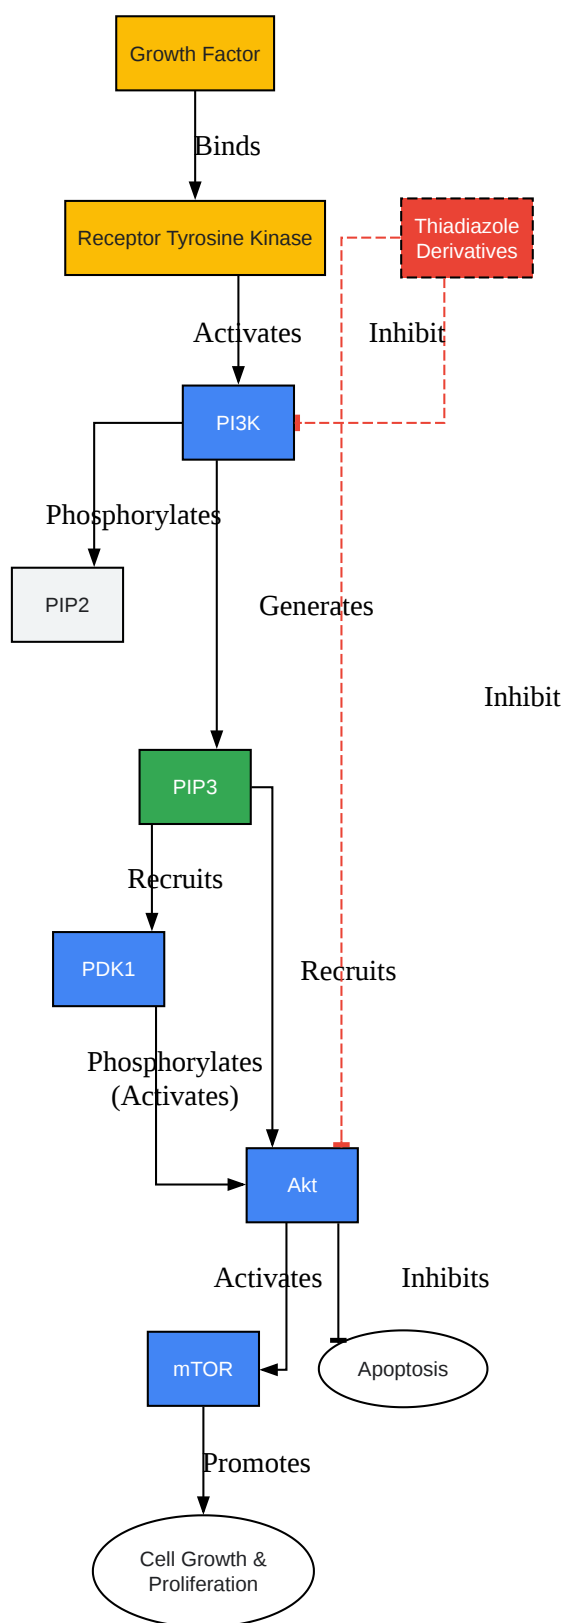 Growth Factor
Binds
Receptor Tyrosine Kinase
Thiadiazole
Derivatives
Activates
Inhibit
PI3K
Phosphorylates
PIP2
Generates
Inhibit
PIP3
Recruits
PDK1
Recruits
Phosphorylates
(Activates)
Akt
Activates
Inhibits
mTOR
Apoptosis
Promotes
Cell Growth &
Proliferation